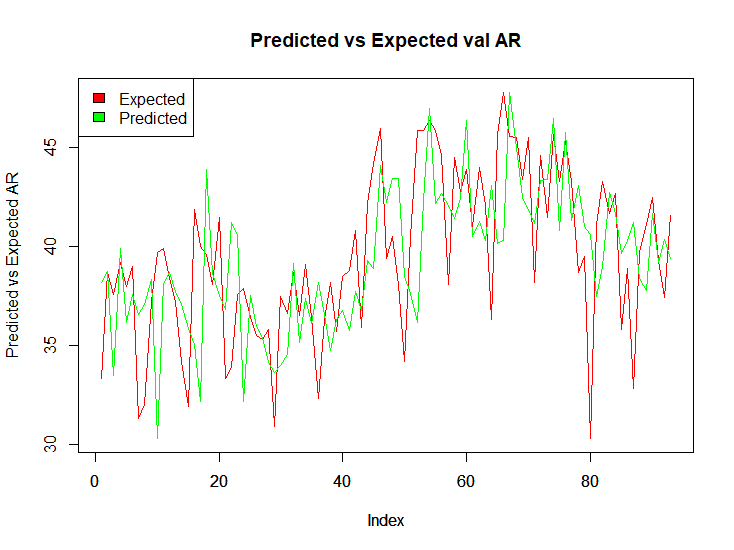 Predicted vs Expected val AR
Expected
Predicted
Predicted vs Expected AR
45
40
35
30
0 20 40 60 80
Index